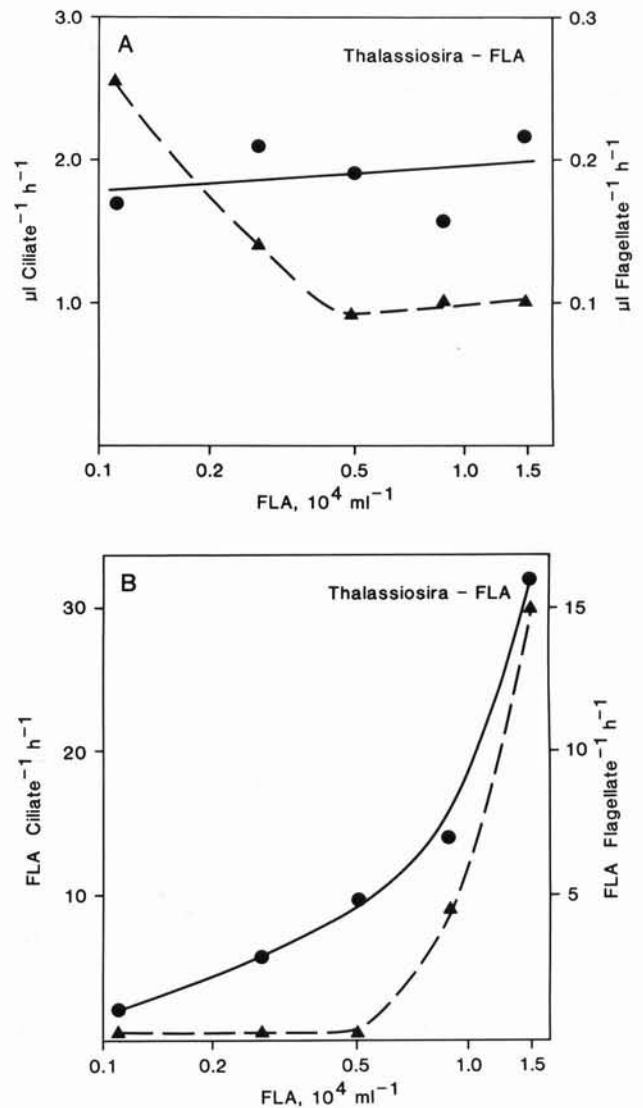 A
Thalassiosira – FLA
3.0
2.0
1.0
µl Ciliate⁻¹ h⁻¹
0.3
0.2
0.1
µl Flagellate⁻¹ h⁻¹
0.1 0.2 0.5 1.0 1.5
FLA, 10⁴ ml⁻¹
B
Thalassiosira – FLA
30
20
10
FLA Ciliate⁻¹ h⁻¹
15
10
5
FLA Flagellate⁻¹ h⁻¹
0.1 0.2 0.5 1.0 1.5
FLA, 10⁴ ml⁻¹